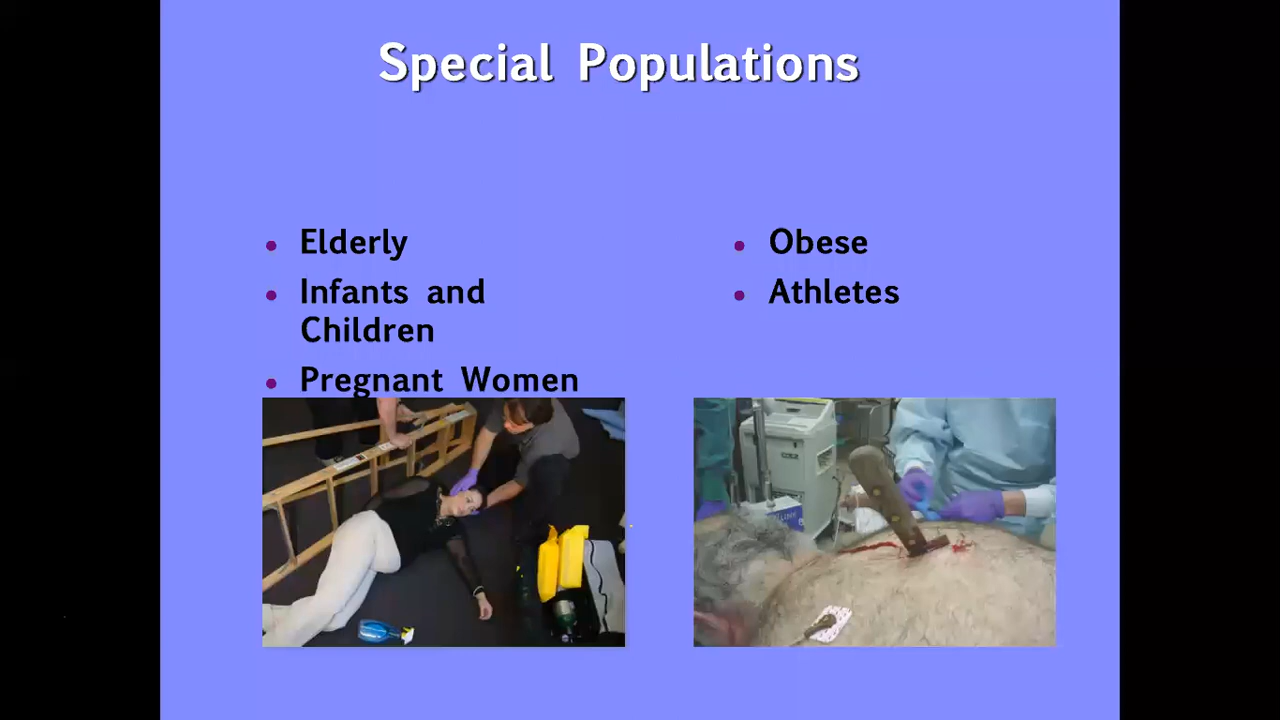 Special Populations
Elderly
Infants and
Children
Pregnant Women
Obese
Athletes